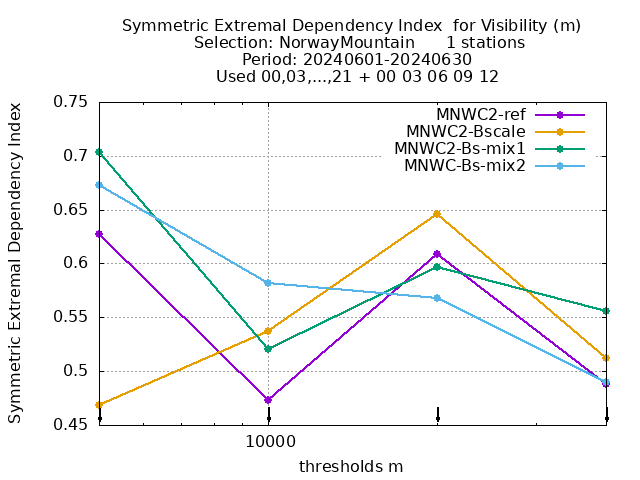 Symmetric Extremal Dependency Index  for Visibility (m)
Selection: NorwayMountain      1 stations
Period: 20240601-20240630
Used 00,03,...,21 + 00 03 06 09 12
Symmetric Extremal Dependency Index
0.75
0.7
0.65
0.6
0.55
0.5
0.45
MNWC2-ref
MNWC2-Bscale
MNWC2-Bs-mix1
MNWC-Bs-mix2
10000
thresholds m